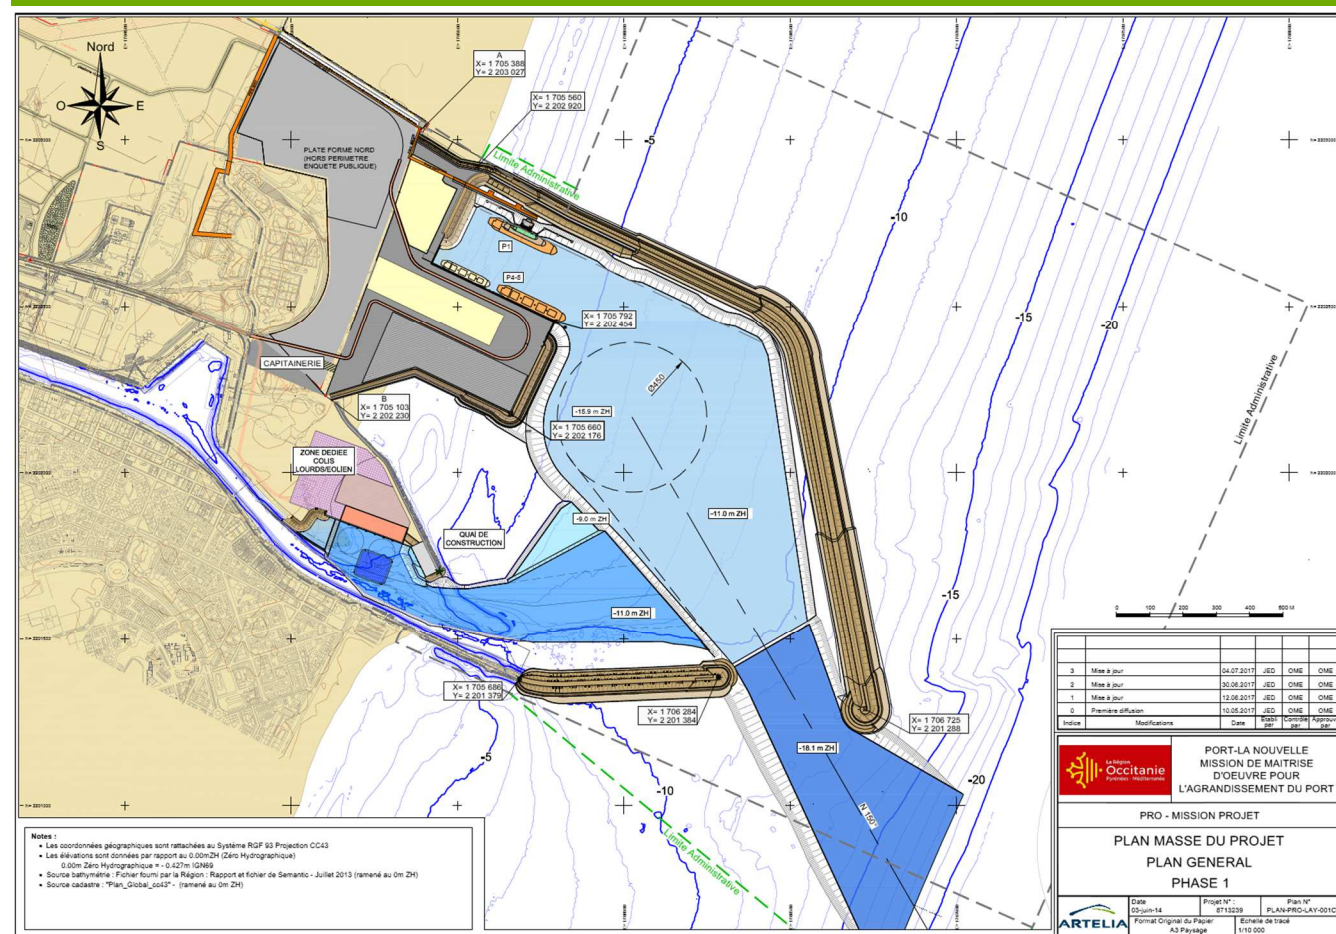 Nord
O
E
S
A
X= 1 705 388
Y= 2 203 027
X= 1 705 560
Y= 2 202 920
PLATE FORME NORD
(HORS PERIMETRE
ENQUETE PUBLIQUE)
Limite Administrative
-5
-10
-15
-20
P1
P4-5
X= 1 705 792
Y= 2 202 454
CAPITAINERIE
B
X= 1 705 103
Y= 2 202 230
Ø450
-15.9 m ZH
X= 1 705 660
Y= 2 202 176
Limite Administrative
ZONE DEDIEE
COLIS
LOURDS/EOLIEN
QUAI DE
CONSTRUCTION
-9.0 m ZH
-11.0 m ZH
-11.0 m ZH
-15
0 100 200 300 400 500 M
X= 1 705 686
Y= 2 201 379
X= 1 706 284
Y= 2 201 384
X= 1 706 725
Y= 2 201 288
-18.1 m ZH
-5
-10
-20
N 150°
Limite Administrative
3 Mise à jour 04.07.2017 JED OME OME
2 Mise à jour 30.06.2017 JED OME OME
1 Mise à jour 12.06.2017 JED OME OME
0 Première diffusion 10.05.2017 JED OME OME
Indice Modifications Date Etabli par Contrôlé par Approuv par
La Région
Occitanie
Pyrénées - Méditerranée
PORT-LA NOUVELLE
MISSION DE MAITRISE
D'OEUVRE POUR
L'AGRANDISSEMENT DU PORT
PRO - MISSION PROJET
PLAN MASSE DU PROJET
PLAN GENERAL
PHASE 1
ARTELIA
Date
03-juin-14
Projet N° :
8713239
Plan N°
PLAN-PRO-LAY-001C
Format Original du Papier
A3 Paysage
Echelle de tracé
1/10 000
Notes :
• Les coordonnées géographiques sont rattachées au Système RGF 93 Projection CC43
• Les élévations sont données par rapport au 0.00mZH (Zéro Hydrographique)
0.00m Zéro Hydrographique = - 0.427m IGN69
• Source bathymétrie : Fichier fourni par la Région : Rapport et fichier de Semantic - Juillet 2013 (ramené au 0m ZH)
• Source cadastre : "Plan_Global_cc43" - (ramené au 0m ZH)